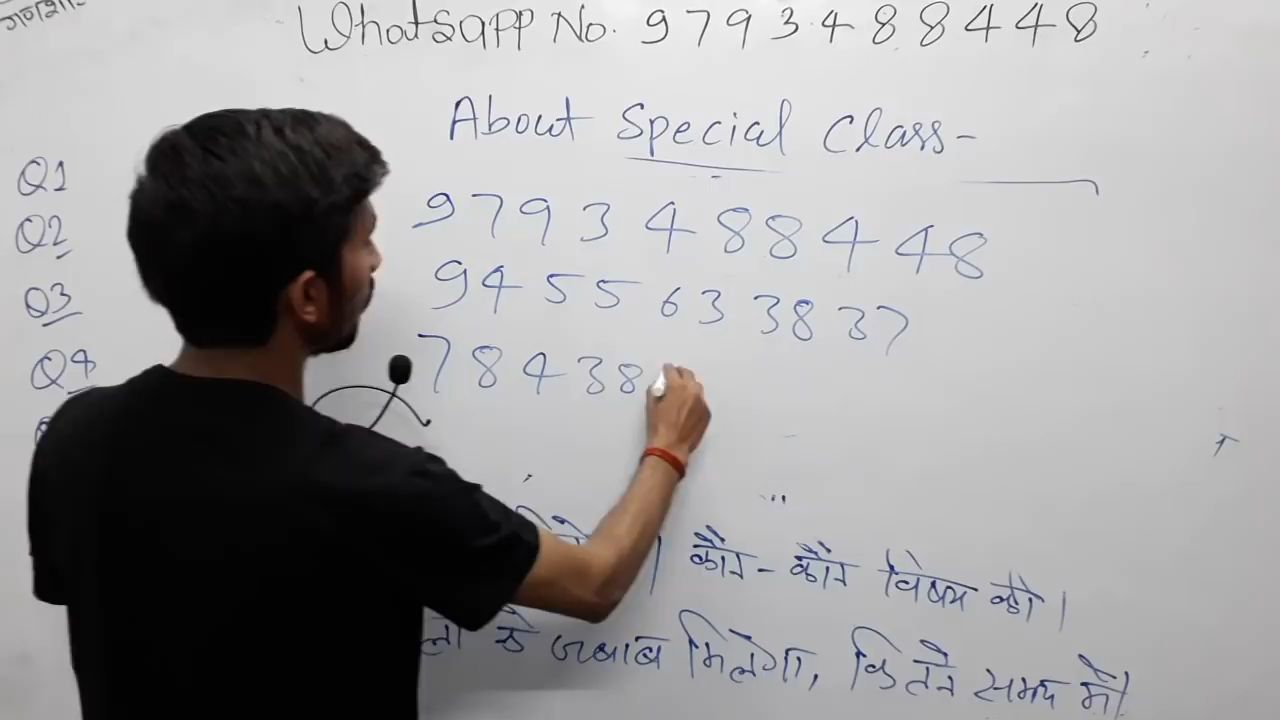 Whatsapp No. 9793488448
About Special Class-
Q1
Q2
Q3
Q4
9793488448
9455633837
78438
। कौन - कौन विषय की।
के जवाब मिलेगा, कितने समय में।